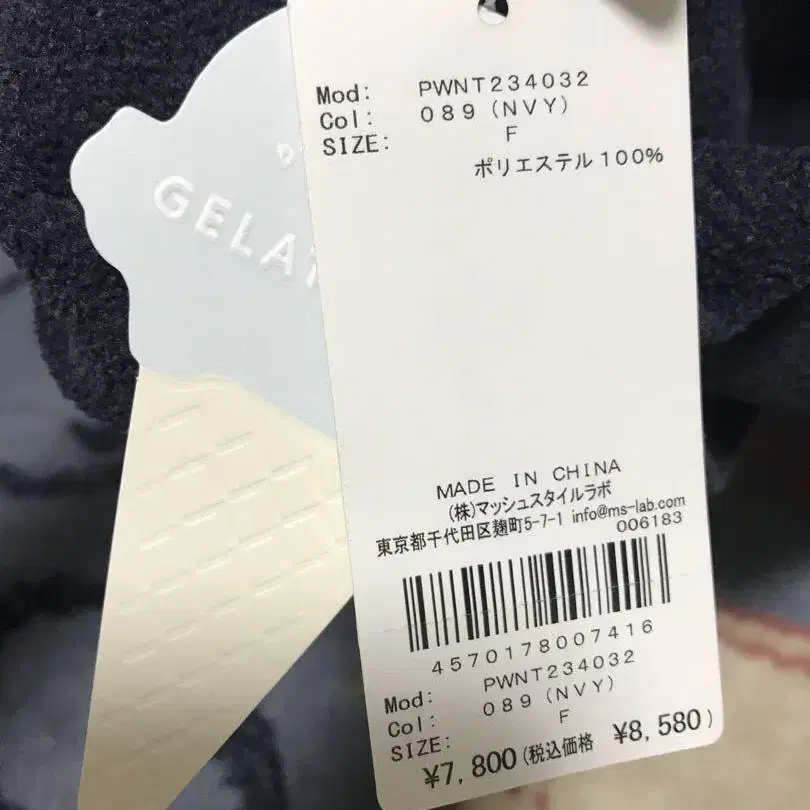 GELA
Mod: PWNT234032
Col: 089 (NVY)
SIZE: F
ポリエステル100%
MADE IN CHINA
(株)マッシュスタイルラボ
東京都千代田区麹町5-7-1 info@ms-lab.com
006183
4570178007416
Mod: PWNT234032
Col: 089 (NVY)
SIZE: F
¥7,800(税込価格 ¥8,580)